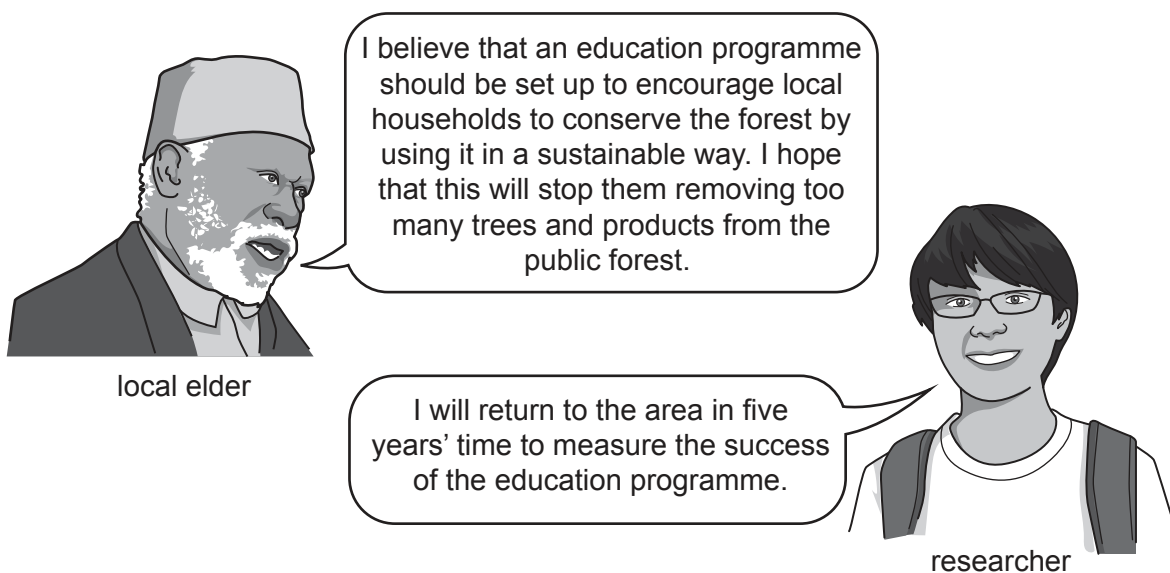 I believe that an education programme
should be set up to encourage local
households to conserve the forest by
using it in a sustainable way. I hope
that this will stop them removing too
many trees and products from the
public forest.
local elder
I will return to the area in five
years’ time to measure the success
of the education programme.
researcher